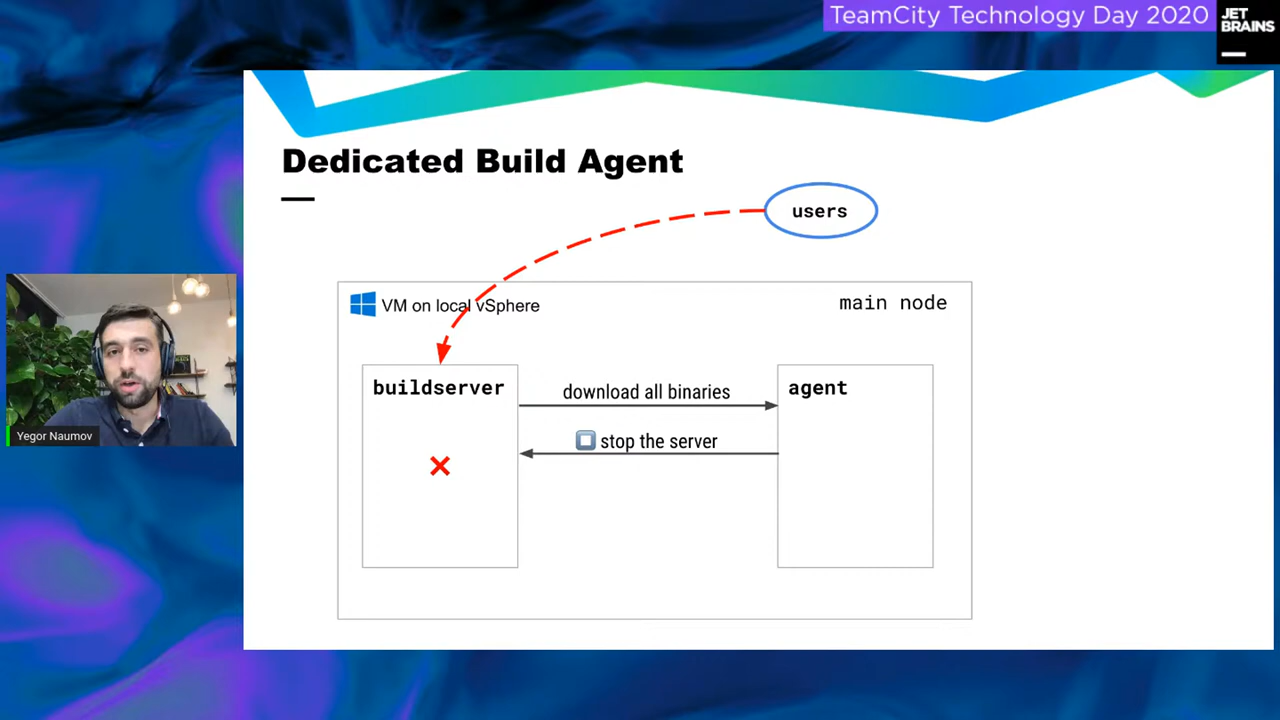 TeamCity Technology Day 2020
JET
BRAINS
Dedicated Build Agent
users
VM on local vSphere
main node
buildserver
download all binaries
agent
stop the server
Yegor Naumov